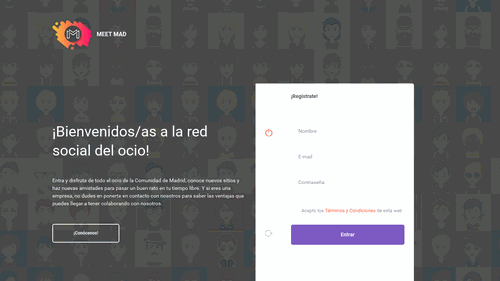 MEET MAD
¡Bienvenidos/as a la red
social del ocio!
Entra y disfruta de todo el ocio de la Comunidad de Madrid, conoce nuevos sitios y
haz nuevas amistades para pasar un buen rato en tu tiempo libre. Y si eres una
empresa, no dudes en ponerte en contacto con nosotros para saber las ventajas que
puedes llegar a tener colaborando con nosotros.
¡Conócenos!
¡Regístrate!
Nombre
E-mail
Contraseña
Acepto los Términos y Condiciones de esta web
Entrar